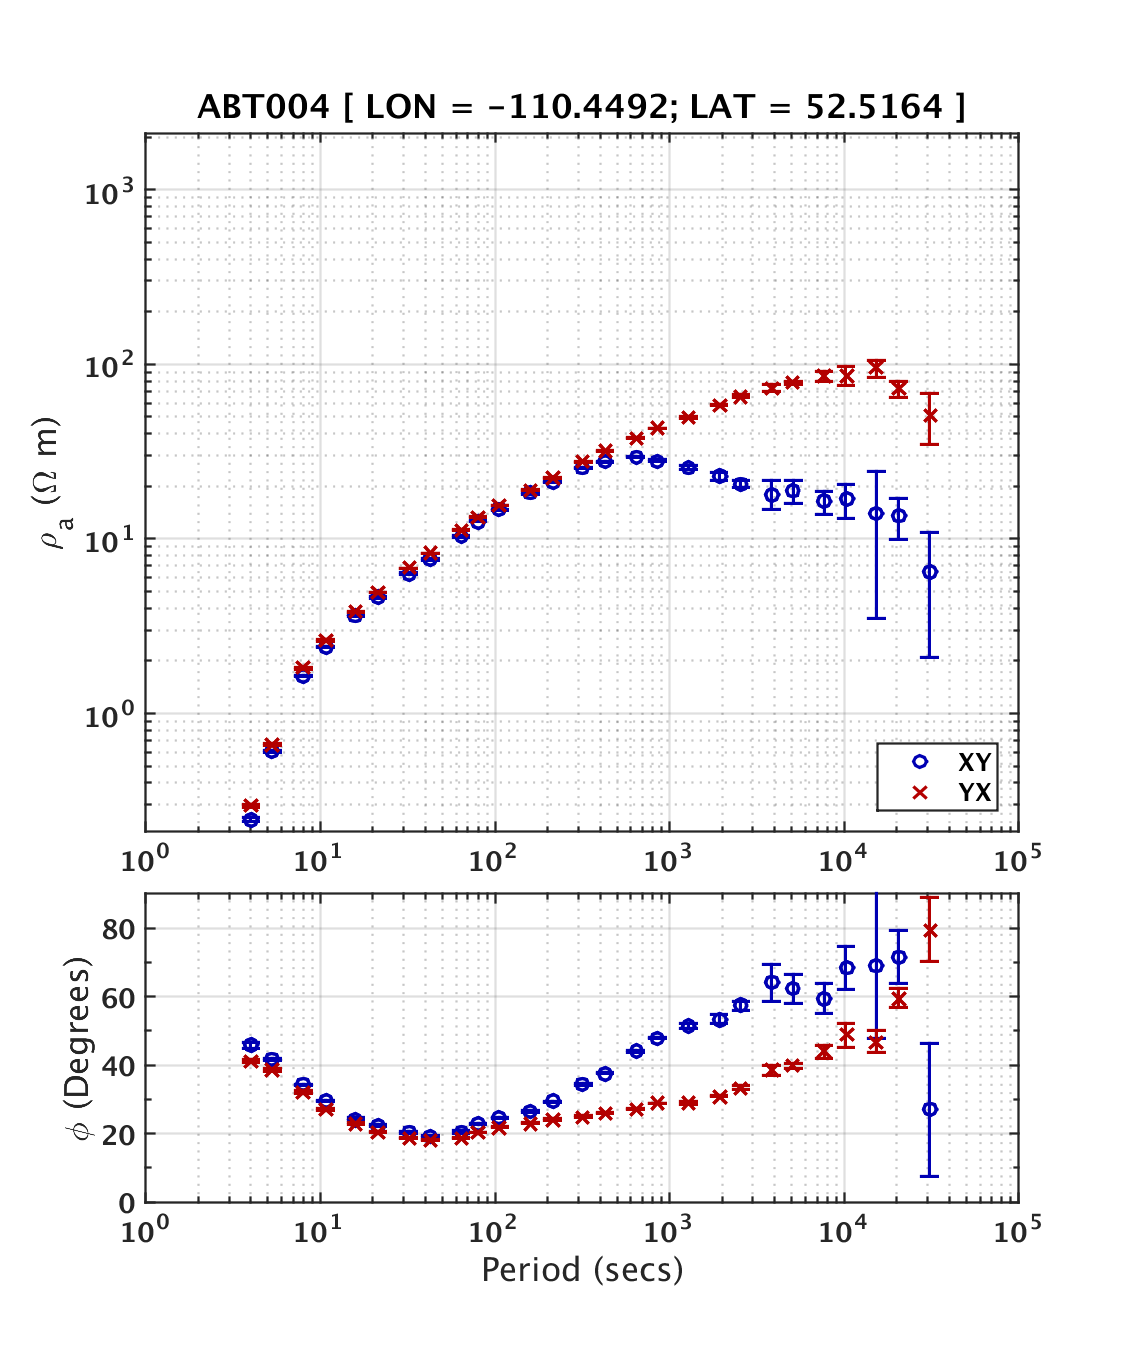 ABT004 [ LON = -110.4492; LAT = 52.5164 ]
10³
10²
10¹
10⁰
ρₐ (Ω m)
XY
YX
10⁰ 10¹ 10² 10³ 10⁴ 10⁵
80
60
40
20
0
ϕ (Degrees)
10⁰ 10¹ 10² 10³ 10⁴ 10⁵
Period (secs)